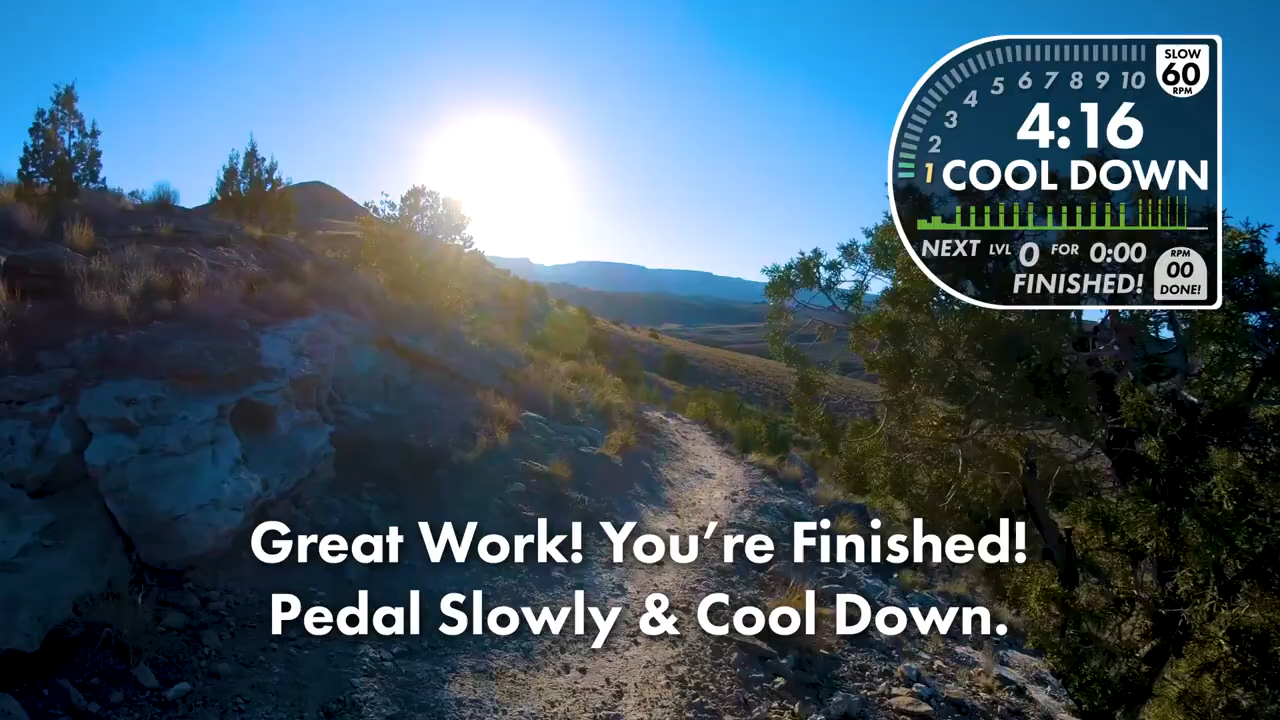 SLOW
60
RPM
1 2 3 4 5 6 7 8 9 10
4:16
COOL DOWN
NEXT LVL 0 FOR 0:00
FINISHED!
RPM
00
DONE!
Great Work! You're Finished!
Pedal Slowly & Cool Down.